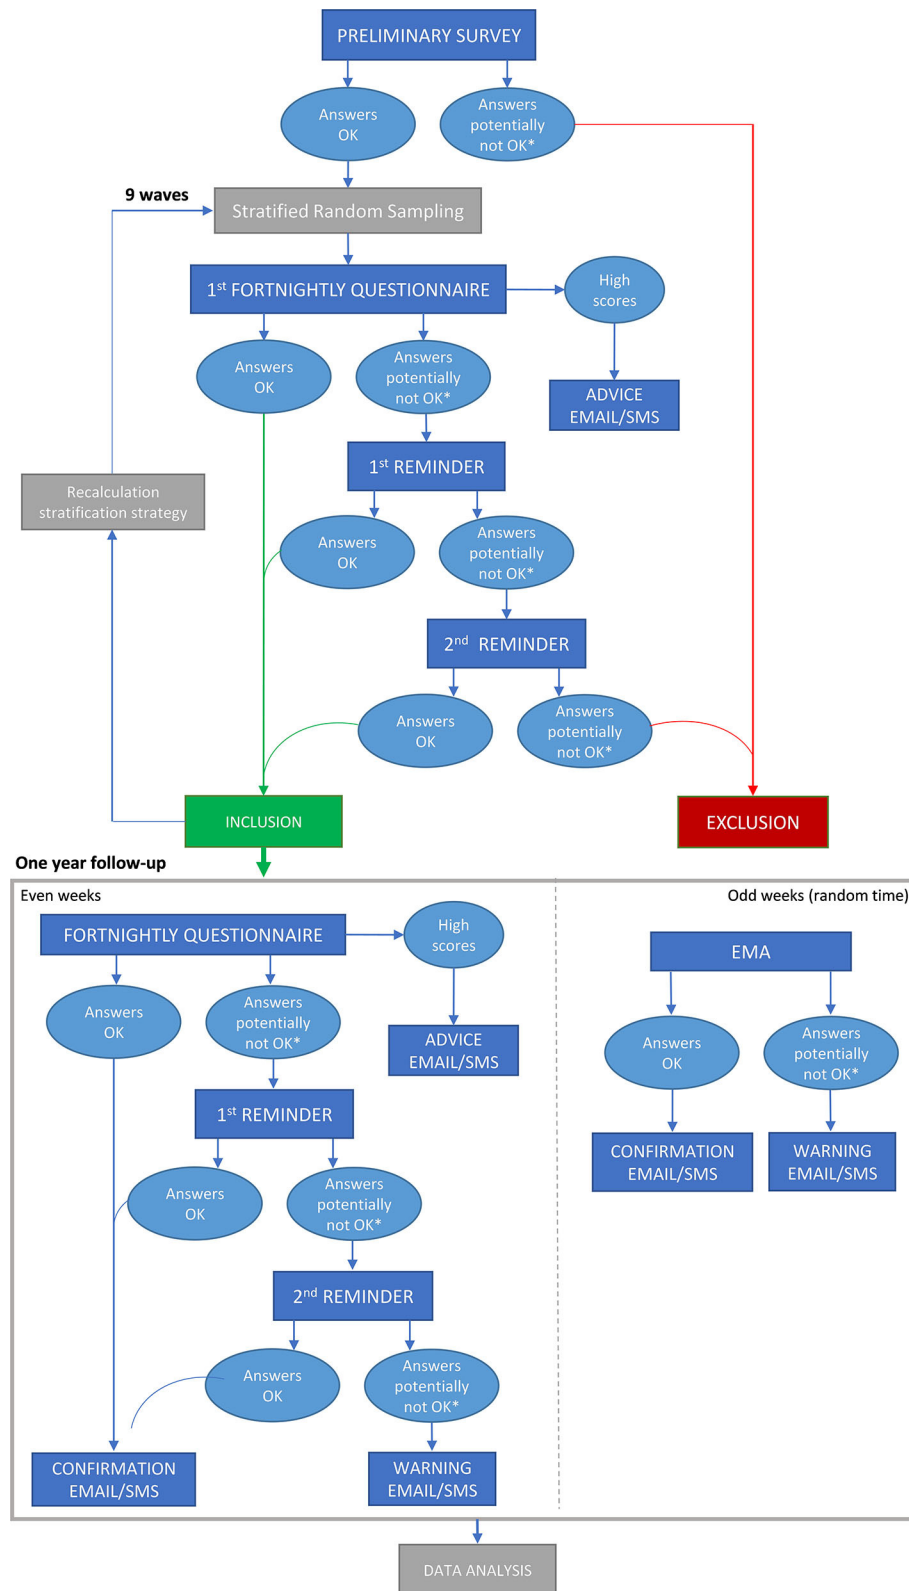 PRELIMINARY SURVEY
Answers
OK
Answers
potentially
not OK*
9 waves
Stratified Random Sampling
1st FORTNIGHTLY QUESTIONNAIRE
High
scores
Answers
OK
Answers
potentially
not OK*
ADVICE
EMAIL/SMS
1st REMINDER
Recalculation
stratification strategy
Answers
OK
Answers
potentially
not OK*
2nd REMINDER
Answers
OK
Answers
potentially
not OK*
INCLUSION
EXCLUSION
One year follow-up
Even weeks
Odd weeks (random time)
FORTNIGHTLY QUESTIONNAIRE
High
scores
EMA
Answers
OK
Answers
potentially
not OK*
ADVICE
EMAIL/SMS
Answers
OK
Answers
potentially
not OK*
1st REMINDER
CONFIRMATION
EMAIL/SMS
WARNING
EMAIL/SMS
Answers
OK
Answers
potentially
not OK*
2nd REMINDER
Answers
OK
Answers
potentially
not OK*
CONFIRMATION
EMAIL/SMS
WARNING
EMAIL/SMS
DATA ANALYSIS